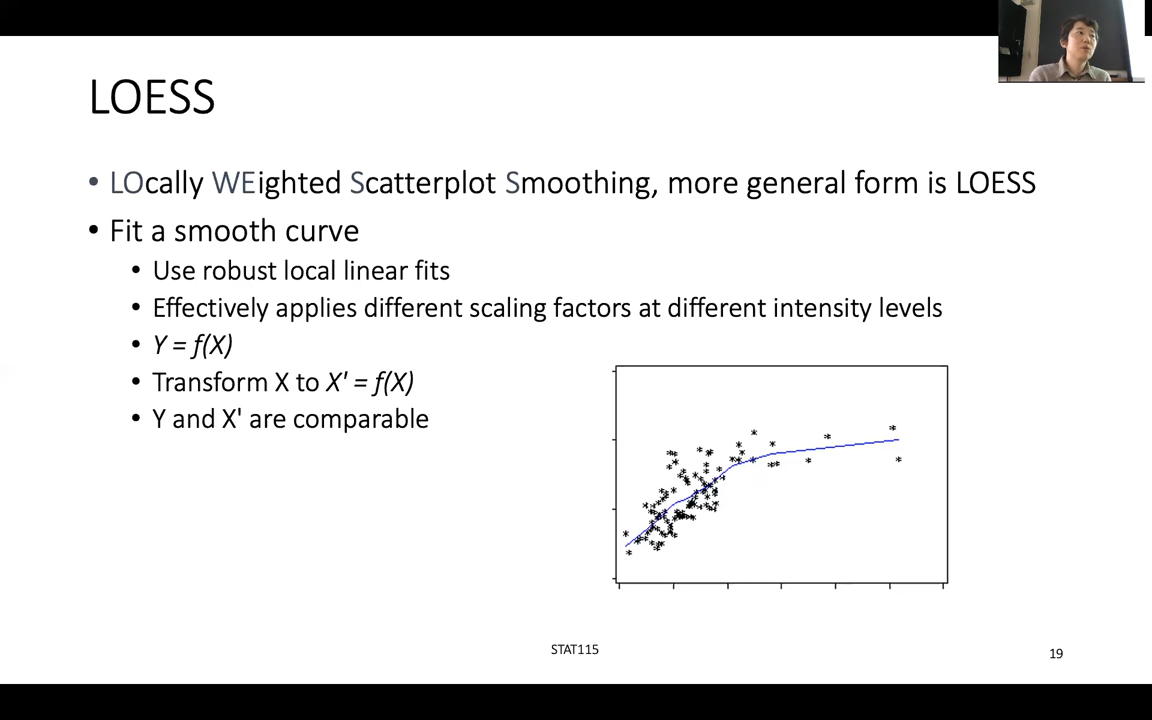 LOESS
• LOcally WEighted Scatterplot Smoothing, more general form is LOESS
• Fit a smooth curve
• Use robust local linear fits
• Effectively applies different scaling factors at different intensity levels
• Y = f(X)
• Transform X to X' = f(X)
• Y and X' are comparable
STAT115
19